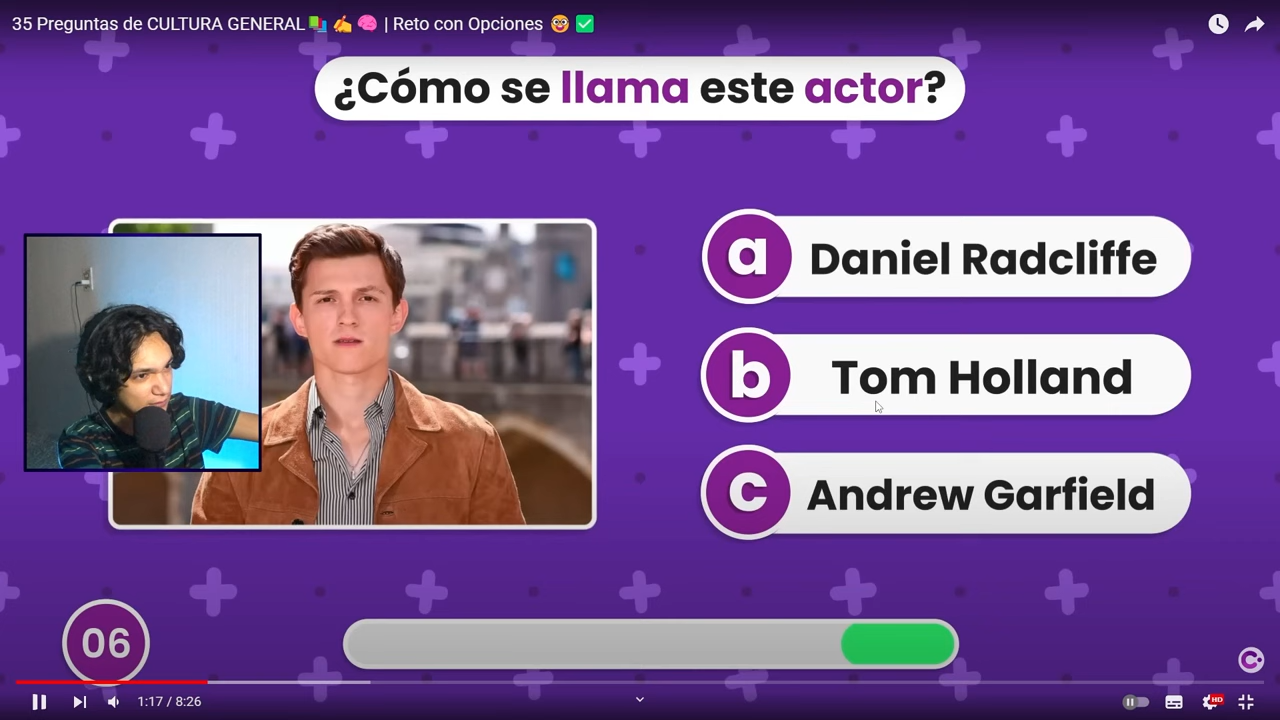 35 Preguntas de CULTURA GENERAL📚✍️🧠 | Reto con Opciones 🤓✅
¿Cómo se llama este actor?
a Daniel Radcliffe
b Tom Holland
c Andrew Garfield
06
1:17 / 8:26
HD